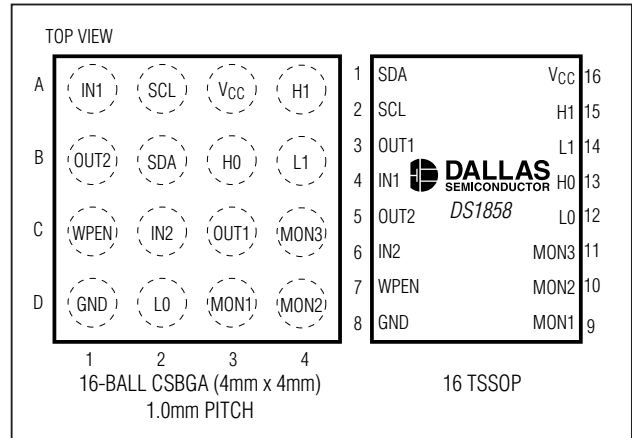 TOP VIEW
A IN1 SCL VCC H1
B OUT2 SDA H0 L1
C WPEN IN2 OUT1 MON3
D GND L0 MON1 MON2
1 2 3 4
16-BALL CSBGA (4mm x 4mm)
1.0mm PITCH
1 SDA VCC 16
2 SCL H1 15
3 OUT1 L1 14
4 IN1 DALLAS H0 13
SEMICONDUCTOR
5 OUT2 DS1858 L0 12
6 IN2 MON3 11
7 WPEN MON2 10
8 GND MON1 9
16 TSSOP